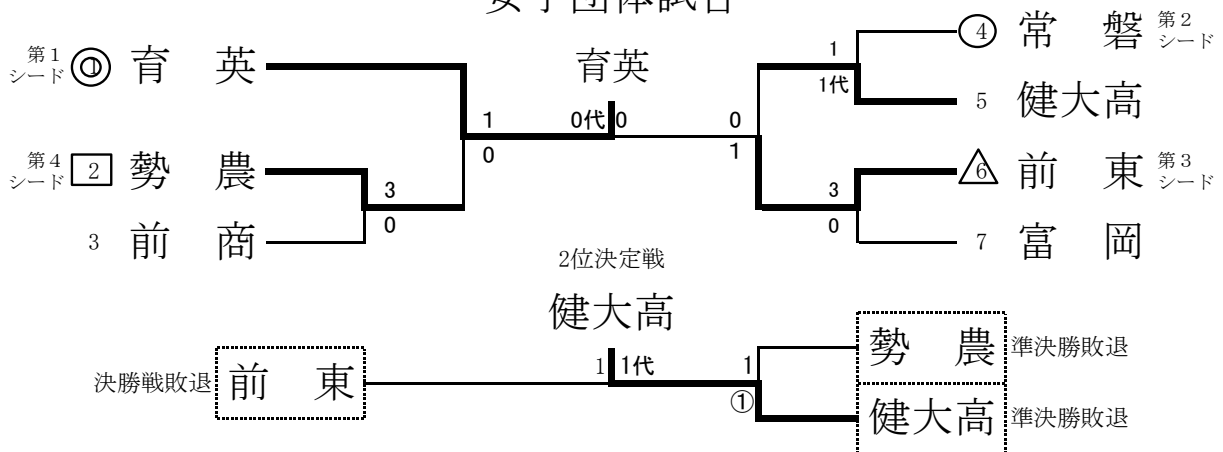 女子団体試合
第1シード ① 育 英
第4シード 2 勢 農
3 前 商
1
0
3
0
育英
0代 0
0
1
1
1代
3
0
④ 常 磐 第2シード
5 健大高
6 前 東 第3シード
7 富 岡
2位決定戦
健大高
決勝戦敗退 前 東
1 1代
1
①
勢 農 準決勝敗退
健大高 準決勝敗退